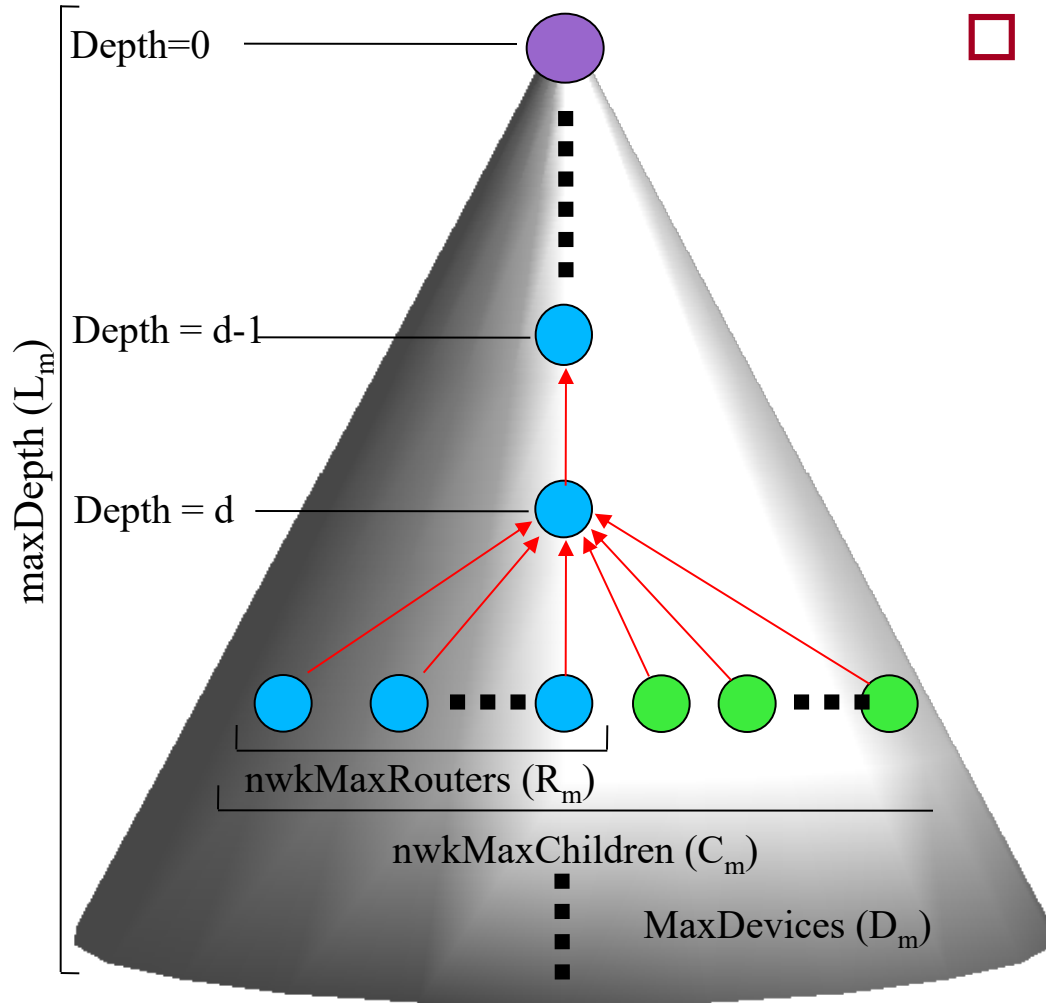 Depth=0
Depth = d-1
maxDepth (Lm)
Depth = d
nwkMaxRouters (Rm)
nwkMaxChildren (Cm)
MaxDevices (Dm)